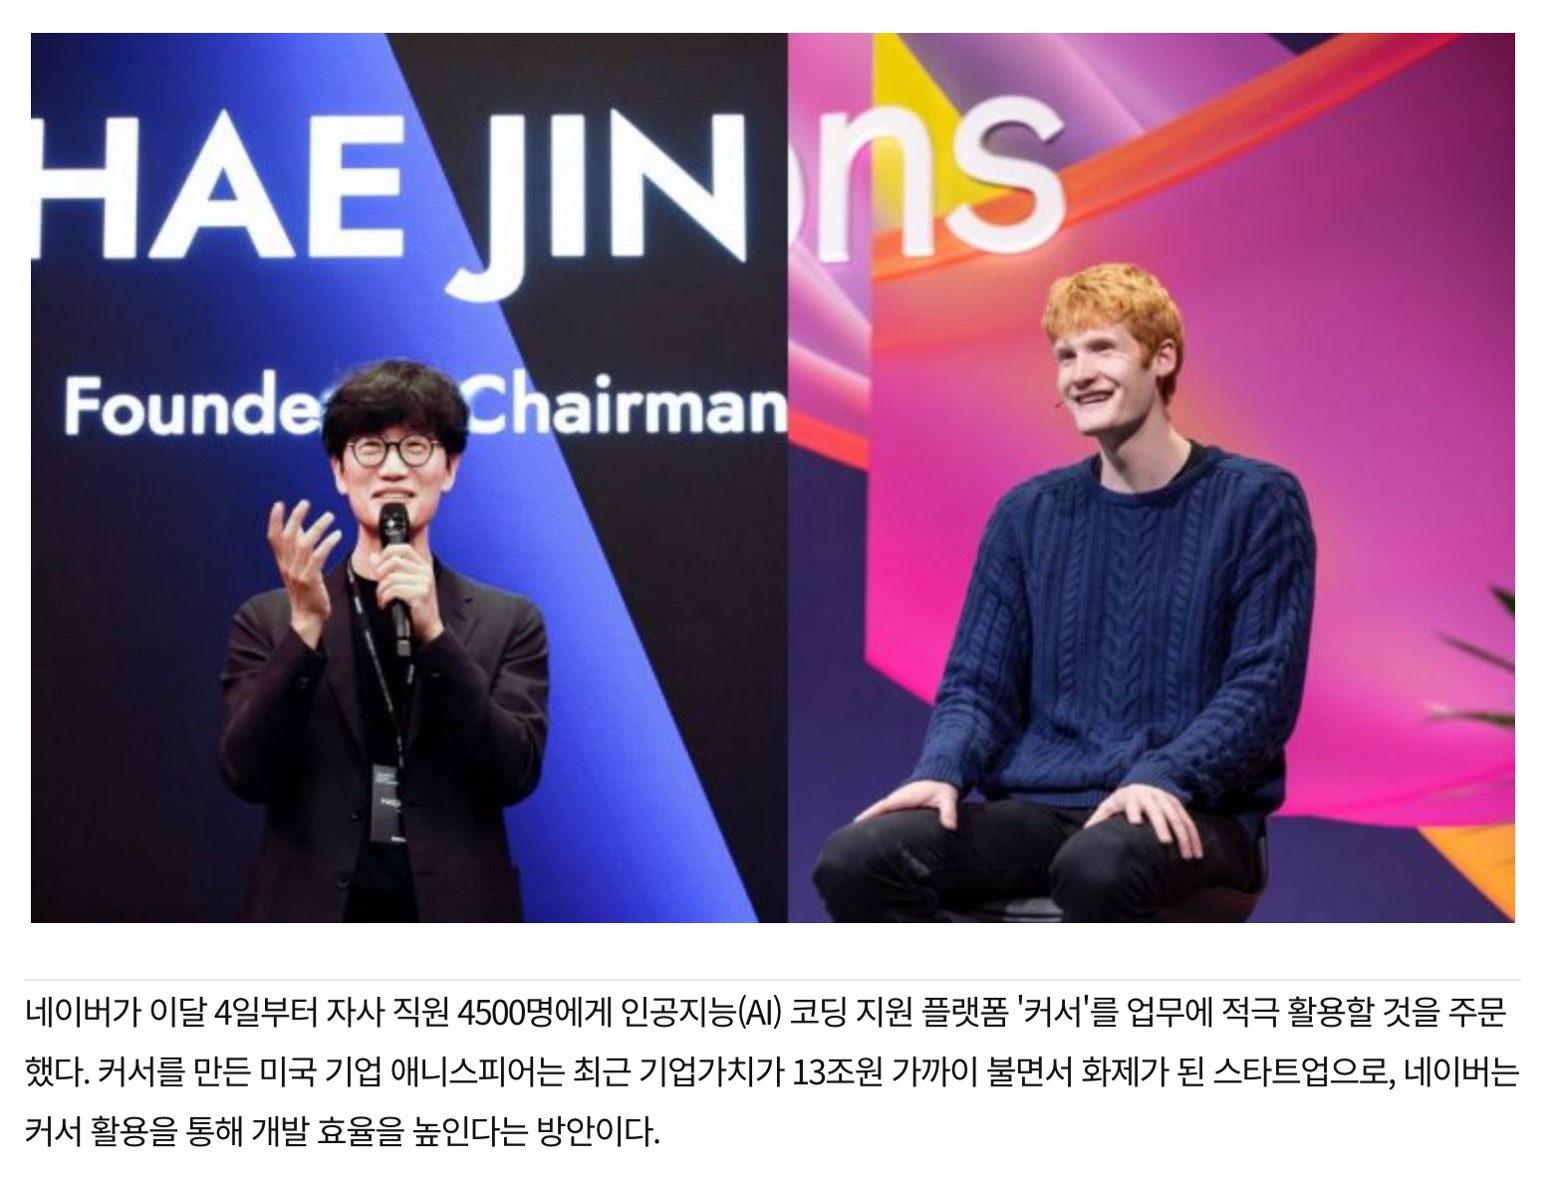 HAE JIN
ns
Founde Chairman
HAEJ
네이버가 이달 4일부터 자사 직원 4500명에게 인공지능(AI) 코딩 지원 플랫폼 '커서'를 업무에 적극 활용할 것을 주문
했다. 커서를 만든 미국 기업 애니스피어는 최근 기업가치가 13조원 가까이 불면서 화제가 된 스타트업으로, 네이버는
커서 활용을 통해 개발 효율을 높인다는 방안이다.